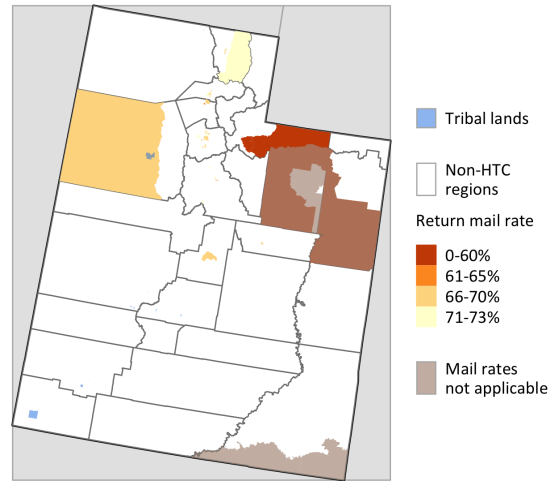 Tribal lands
Non-HTC
regions
Return mail rate
0-60%
61-65%
66-70%
71-73%
Mail rates
not applicable